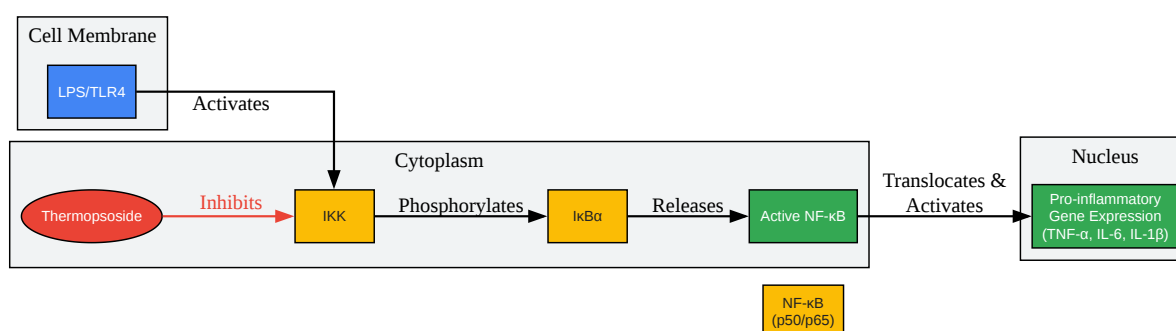 Cell Membrane
LPS/TLR4
Activates
Cytoplasm
Thermopsoside
Inhibits
IKK
Phosphorylates
IκBα
Releases
Active NF-κB
Translocates &
Activates
Nucleus
Pro-inflammatory
Gene Expression
(TNF-α, IL-6, IL-1β)
NF-κB
(p50/p65)